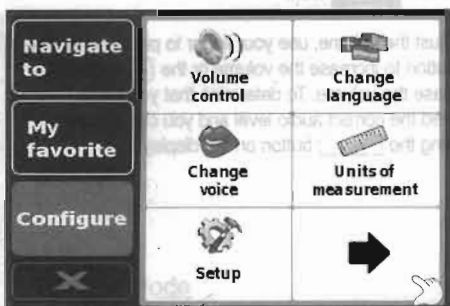 Navigate
to
My
favorite
Configure
Volume
control
Change
language
Change
voice
Units of
measurement
Setup